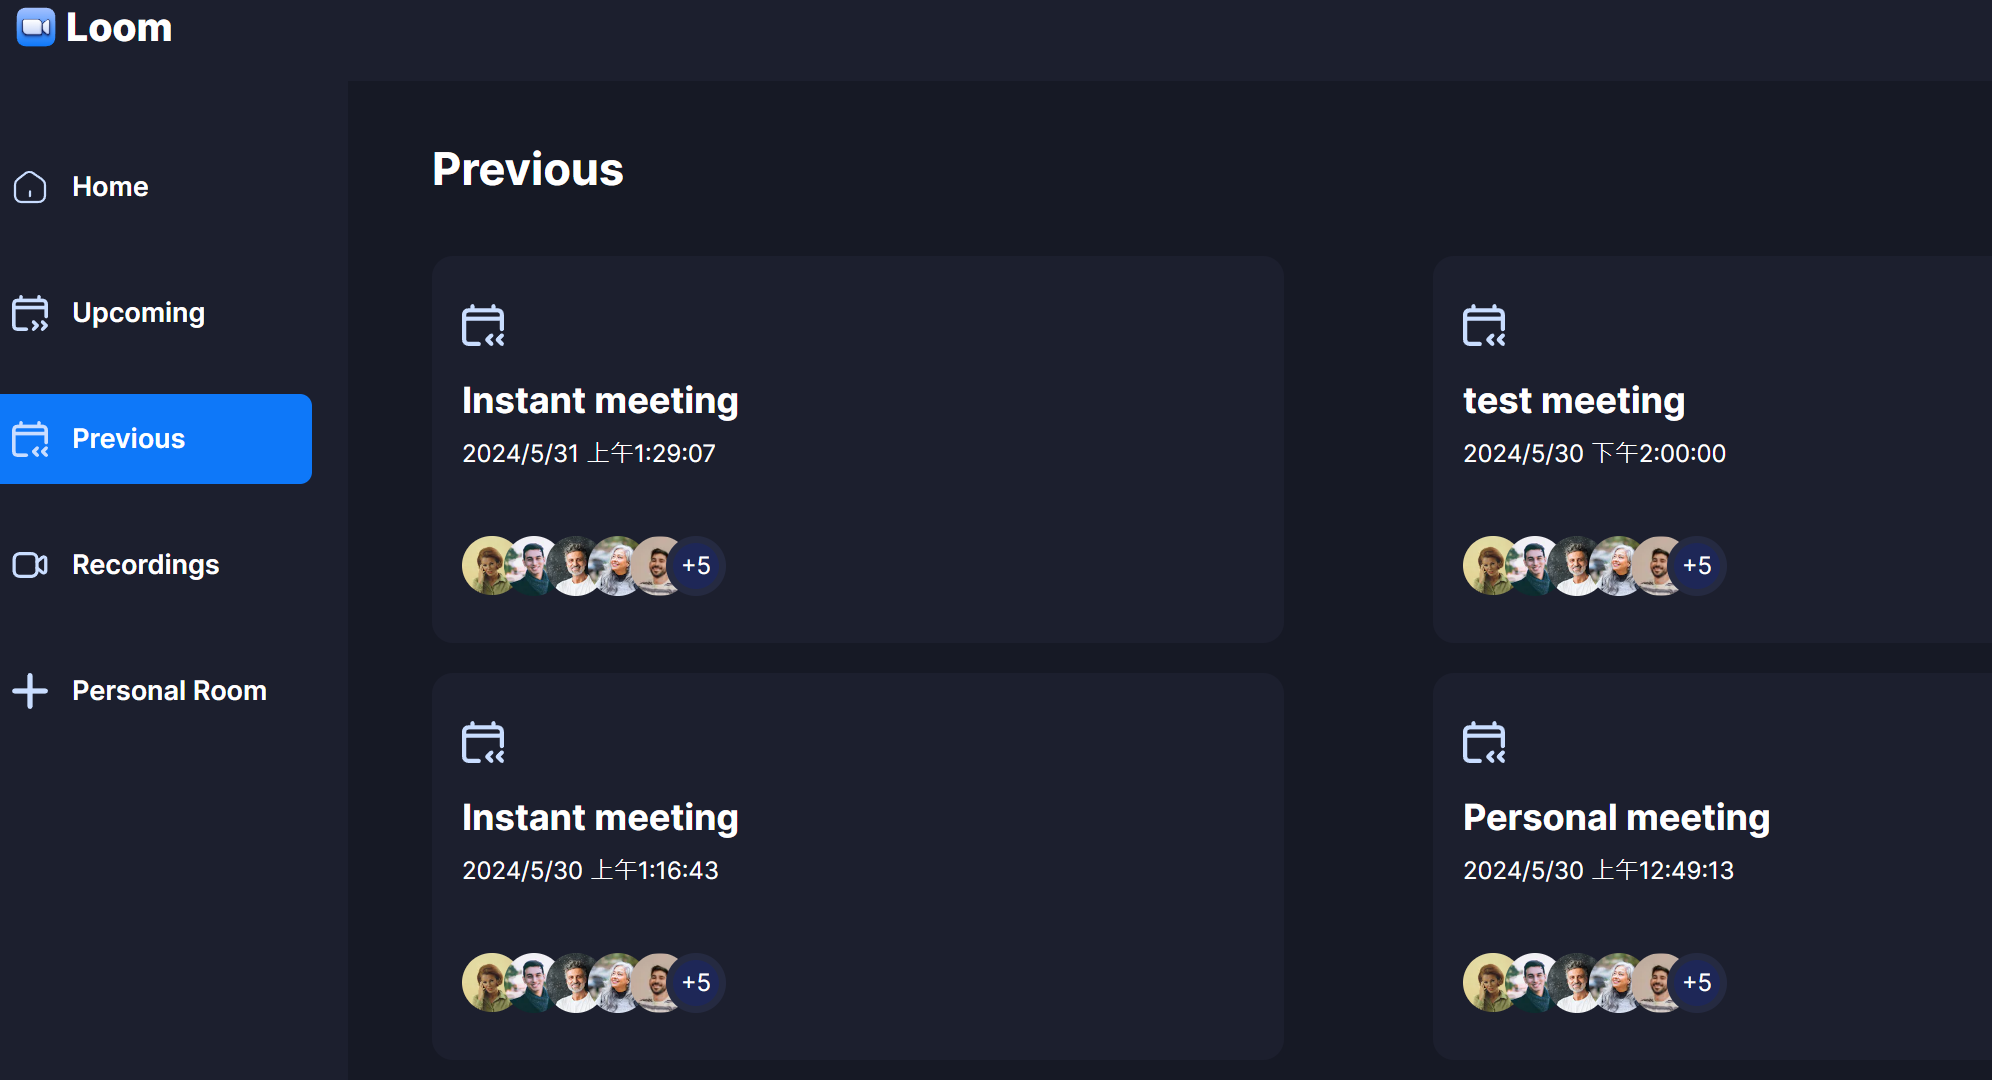 Loom
Home
Upcoming
Previous
Recordings
Personal Room
Previous
Instant meeting
2024/5/31 上午1:29:07
+5
test meeting
2024/5/30 下午2:00:00
+5
Instant meeting
2024/5/30 上午1:16:43
+5
Personal meeting
2024/5/30 上午12:49:13
+5